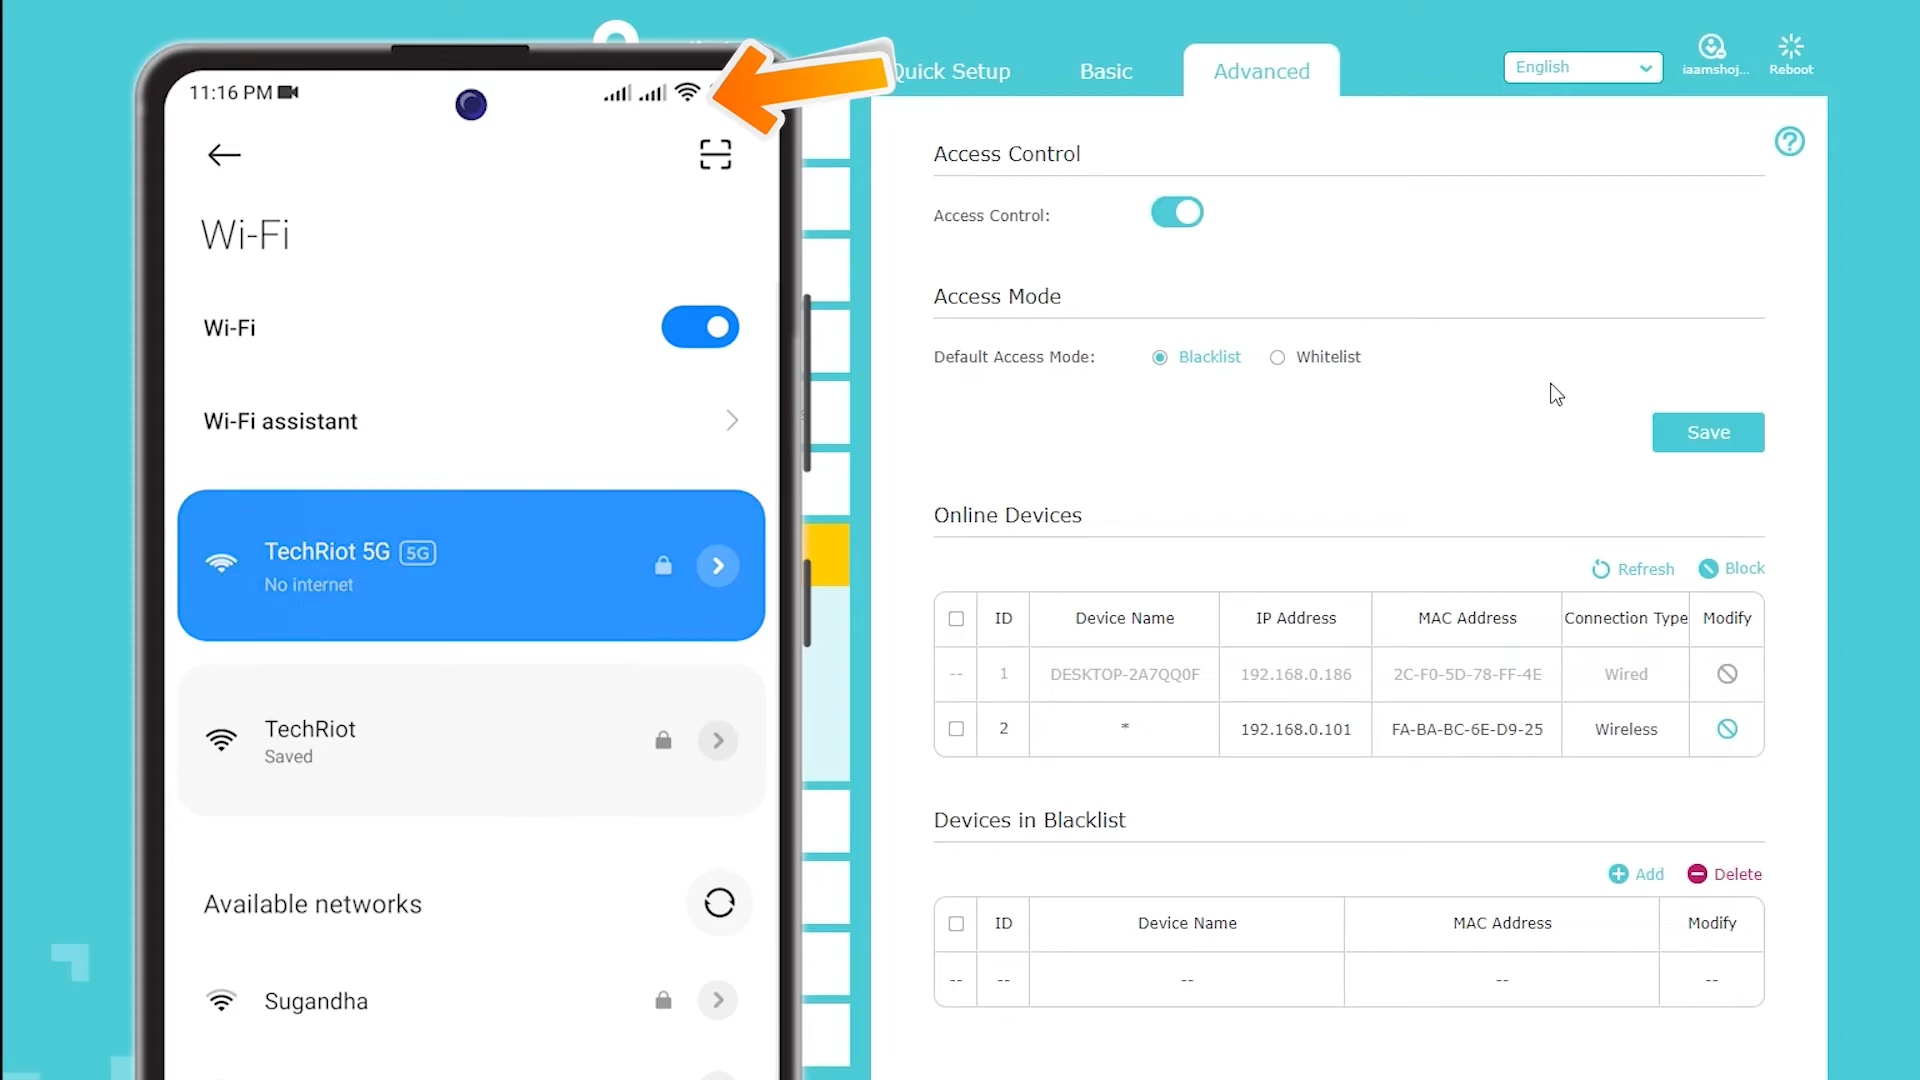 11:16 PM
Wi-Fi
Wi-Fi
Wi-Fi assistant
TechRiot 5G 5G
No internet
TechRiot
Saved
Available networks
Sugandha
Quick Setup
Basic
Advanced
English
iaamshoj...
Reboot
Access Control
?
Access Control:
Access Mode
Default Access Mode:
Blacklist
Whitelist
Save
Online Devices
Refresh
Block
ID Device Name IP Address MAC Address Connection Type Modify
-- 1 DESKTOP-2A7QQ0F 192.168.0.186 2C-F0-5D-78-FF-4E Wired
2 * 192.168.0.101 FA-BA-BC-6E-D9-25 Wireless
Devices in Blacklist
Add
Delete
ID Device Name MAC Address Modify
-- -- -- -- --